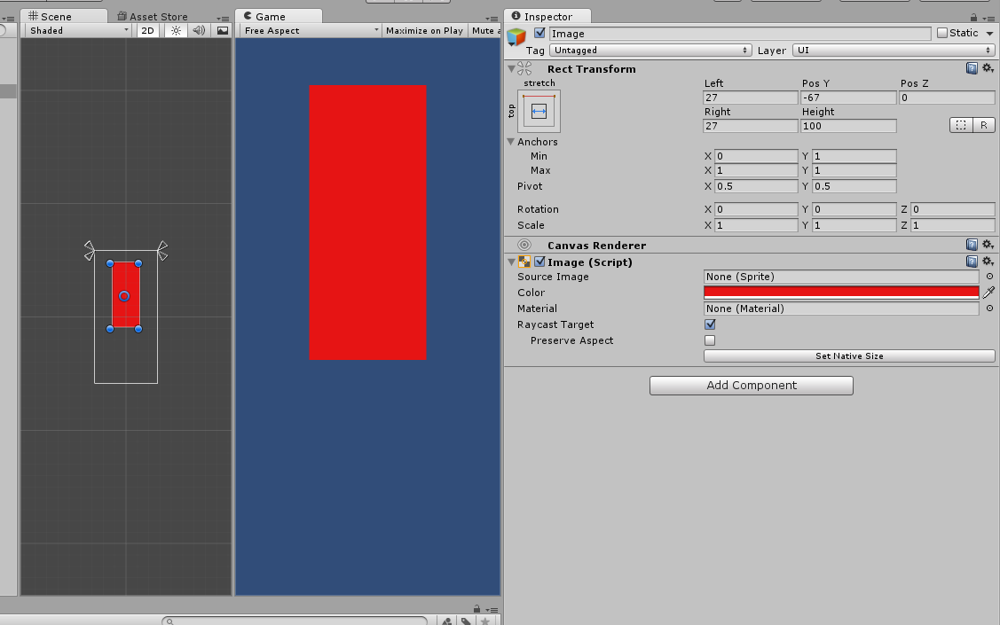 Scene Asset Store
Shaded 2D
Game
Free Aspect Maximize on Play Mute a
Inspector
Image Static
Tag Untagged Layer UI
Rect Transform
stretch
top
Left Pos Y Pos Z
27 -67 0
Right Height
27 100
R
Anchors
Min X 0 Y 1
Max X 1 Y 1
Pivot X 0.5 Y 0.5
Rotation X 0 Y 0 Z 0
Scale X 1 Y 1 Z 1
Canvas Renderer
Image (Script)
Source Image None (Sprite)
Color
Material None (Material)
Raycast Target
Preserve Aspect
Set Native Size
Add Component